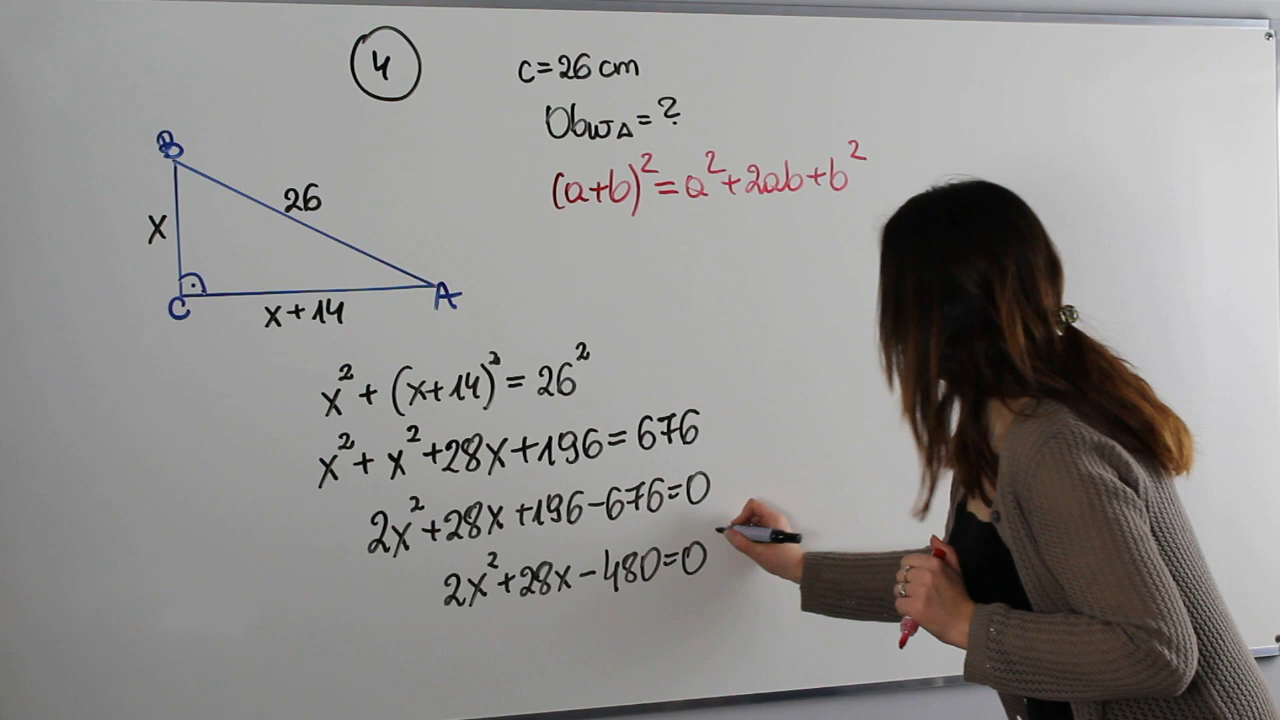 4
c=26 cm
Obw△=?
(a+b)²=a²+2ab+b²
B
26
x
C
A
x+14
x²+(x+14)²=26²
x²+x²+28x+196=676
2x²+28x+196-676=0
2x²+28x-480=0